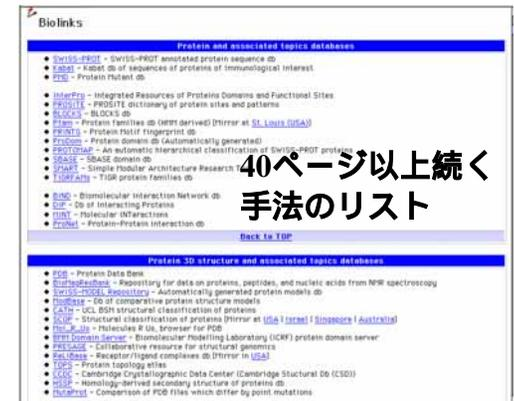 Biolinks
Protein and associated topics databases
SWISS-PROT - SWISS-PROT annotated protein sequence db
Kabat - Kabat db of sequences of proteins of immunological interest
PMD - Protein Mutant db
InterPro - Integrated Resources of Proteins Domains and Functional Sites
PROSITE - PROSITE dictionary of protein sites and patterns
BLOCKS - BLOCKS db
Pfam - Protein families db (HMM derived) [Mirror at St. Louis (USA)]
PRINTS - Protein Motif fingerprint db
ProDom - Protein domain db (Automatically generated)
PROTOMAP - An automatic hierarchical classification of SWISS-PROT proteins
SBASE - SBASE domain db
SMART - Simple Modular Architecture Research T
TIGRFAMs - TIGR protein families db
40ページ以上続く
手法のリスト
BIND - Biomolecular Interaction Network db
DIP - Db of Interacting Proteins
MINT - Molecular INTeractions
ProNet - Protein-Protein interaction db
Back to TOP
Protein 3D structure and associated topics databases
PDB - Protein Data Bank
BioMagResBank - Repository for data on proteins, peptides, and nucleic acids from NMR spectroscopy
SWISS-MODEL Repository - Automatically generated protein models db
ModBase - Db of comparative protein structure models
CATH - UCL BSM structural classification of proteins
SCOP - Structural classification of proteins [Mirror at USA | Israel | Singapore | Australia]
Mol_R_Us - Molecules R Us, browser for PDB
BMM Domain Server - Biomolecular Modelling Laboratory (ICRF) protein domain server
PRESAGE - Collaborative resource for structural genomics
ReLiBase - Receptor/ligand complexes db [Mirror in USA]
TOPS - Protein topology atlas
CCDC - Cambridge Crystallographic Data Center (Cambridge Stuctural Db (CSD))
HSSP - Homology-derived secondary structure of proteins db
MutaProt - Comparison of PDB files which differ by point mutations